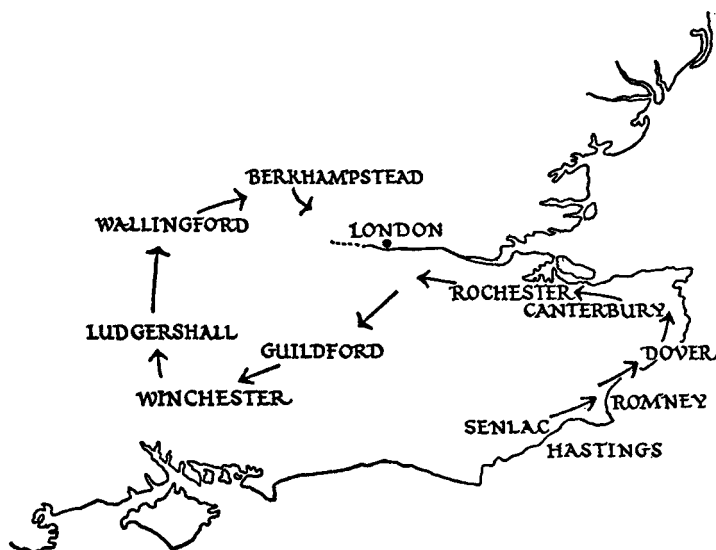 BERKHAMPSTEAD
WALLINGFORD
LONDON
ROCHESTER
CANTERBURY
LUDGERSHALL
GUILDFORD
DOVER
WINCHESTER
ROMNEY
SENLAC
HASTINGS